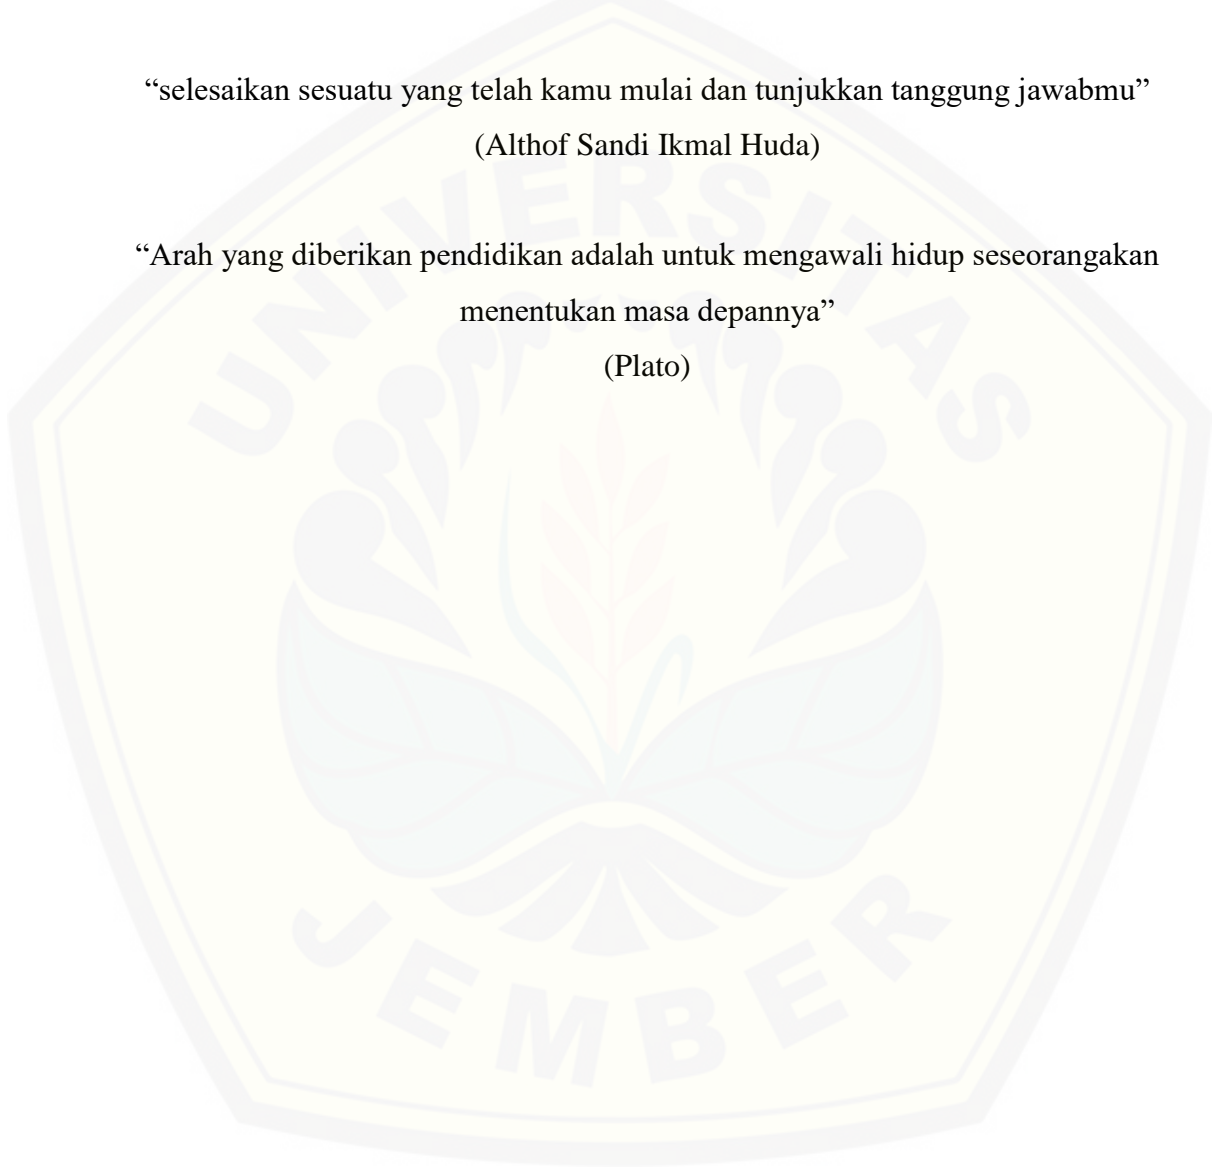 “selesaikan sesuatu yang telah kamu mulai dan tunjukkan tanggung jawabmu”
(Althof Sandi Ikmal Huda)
“Arah yang diberikan pendidikan adalah untuk mengawali hidup seseorangakan
menentukan masa depannya”
(Plato)
UNIVERSITAS
JEMBER